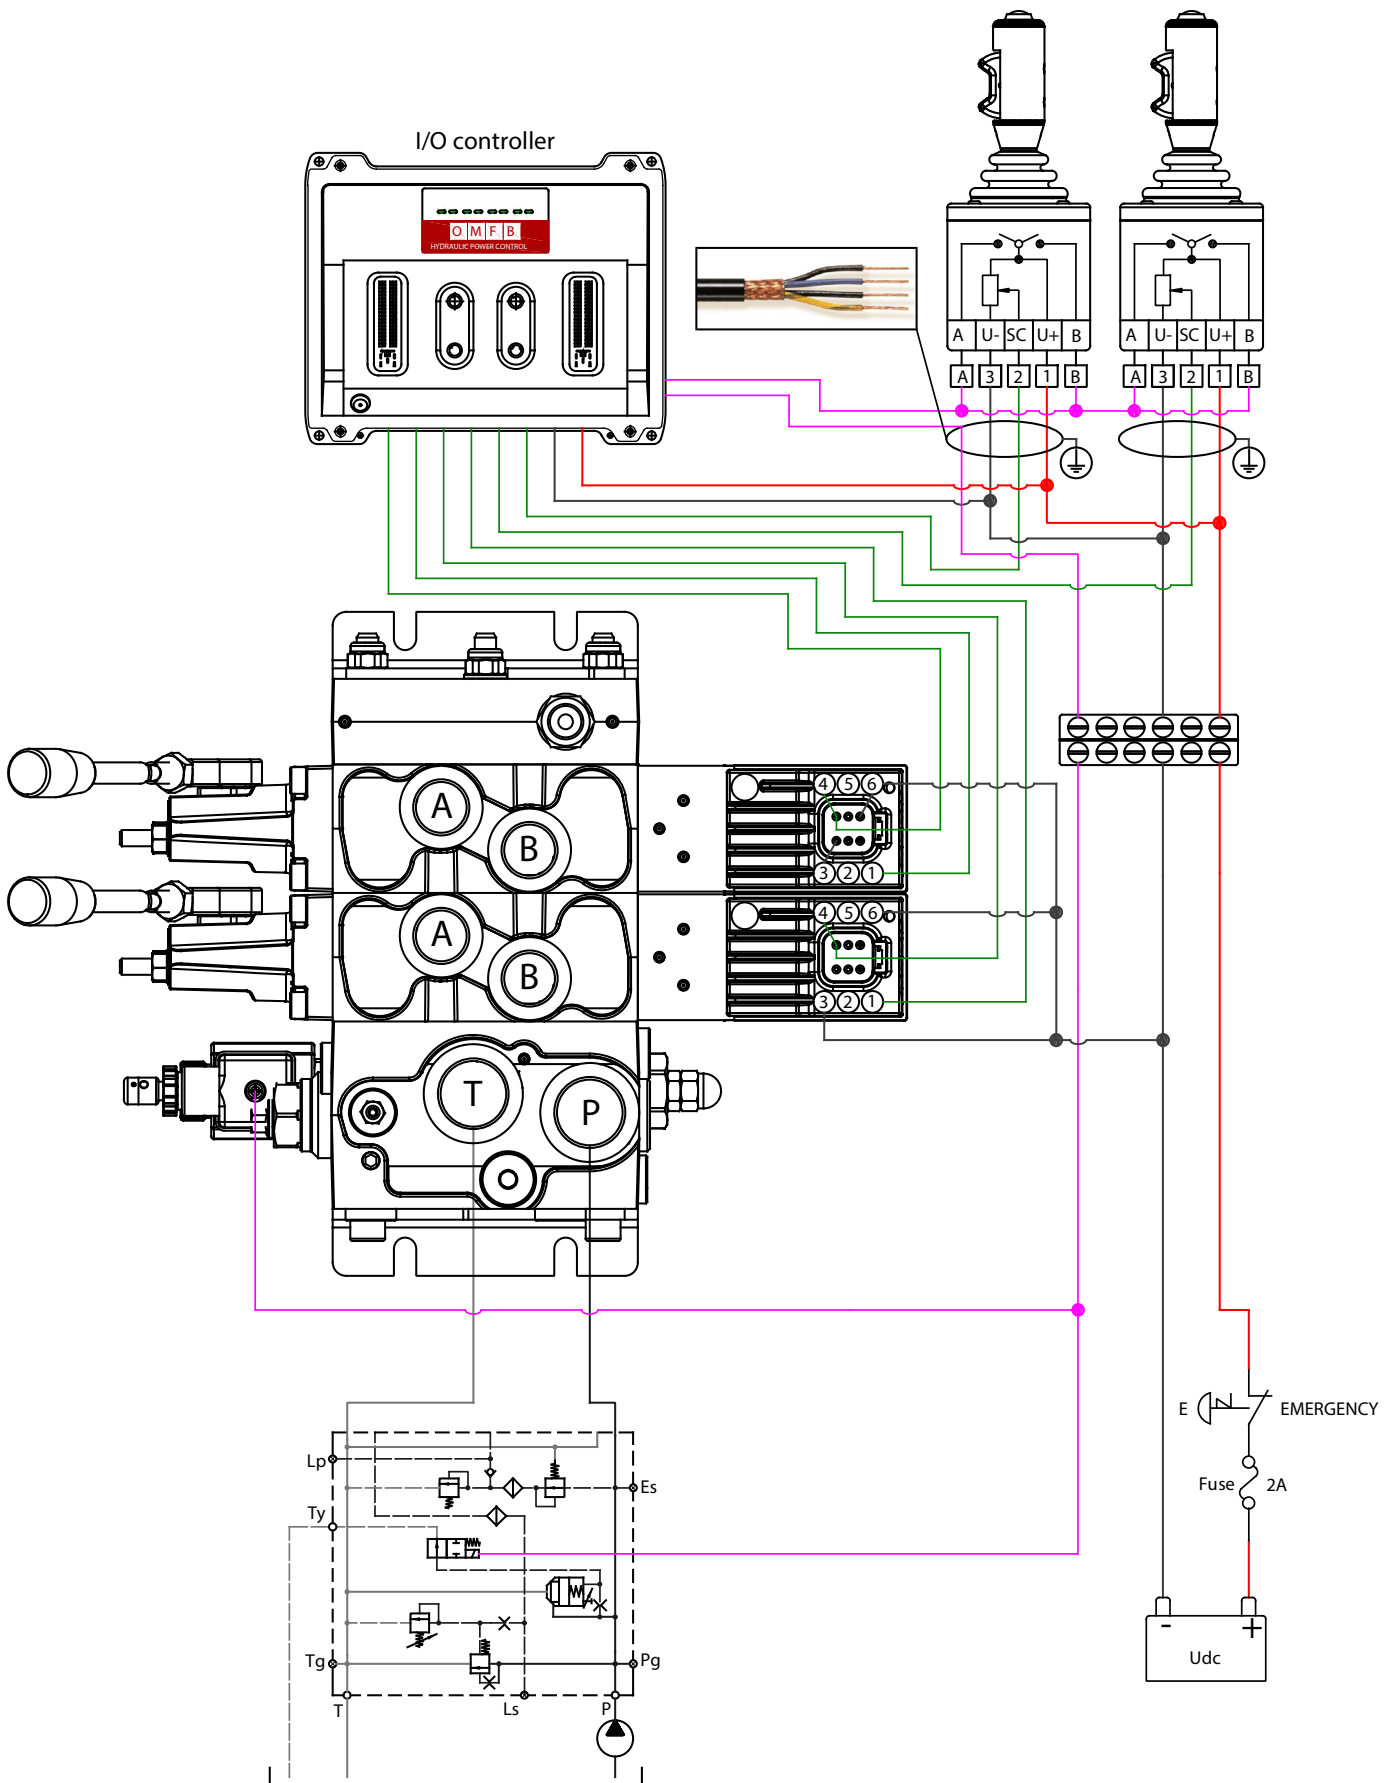 I/O controller
O M F B
HYDRAULIC POWER CONTROL
A U- SC U+ B
A U- SC U+ B
A 3 2 1 B
A 3 2 1 B
A
B
4 5 6
3 2 1
A
B
4 5 6
3 2 1
T
P
E EMERGENCY
Fuse 2A
Lp
Es
Ty
Tg
Pg
T
Ls
P
- +
Udc